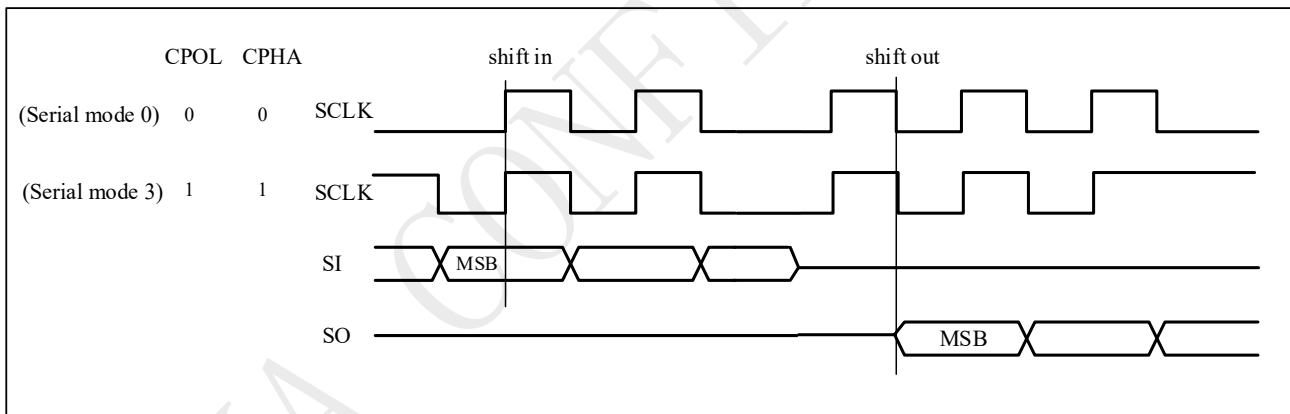 CPOL CPHA shift in shift out
(Serial mode 0) 0 0 SCLK
(Serial mode 3) 1 1 SCLK
SI MSB
SO MSB